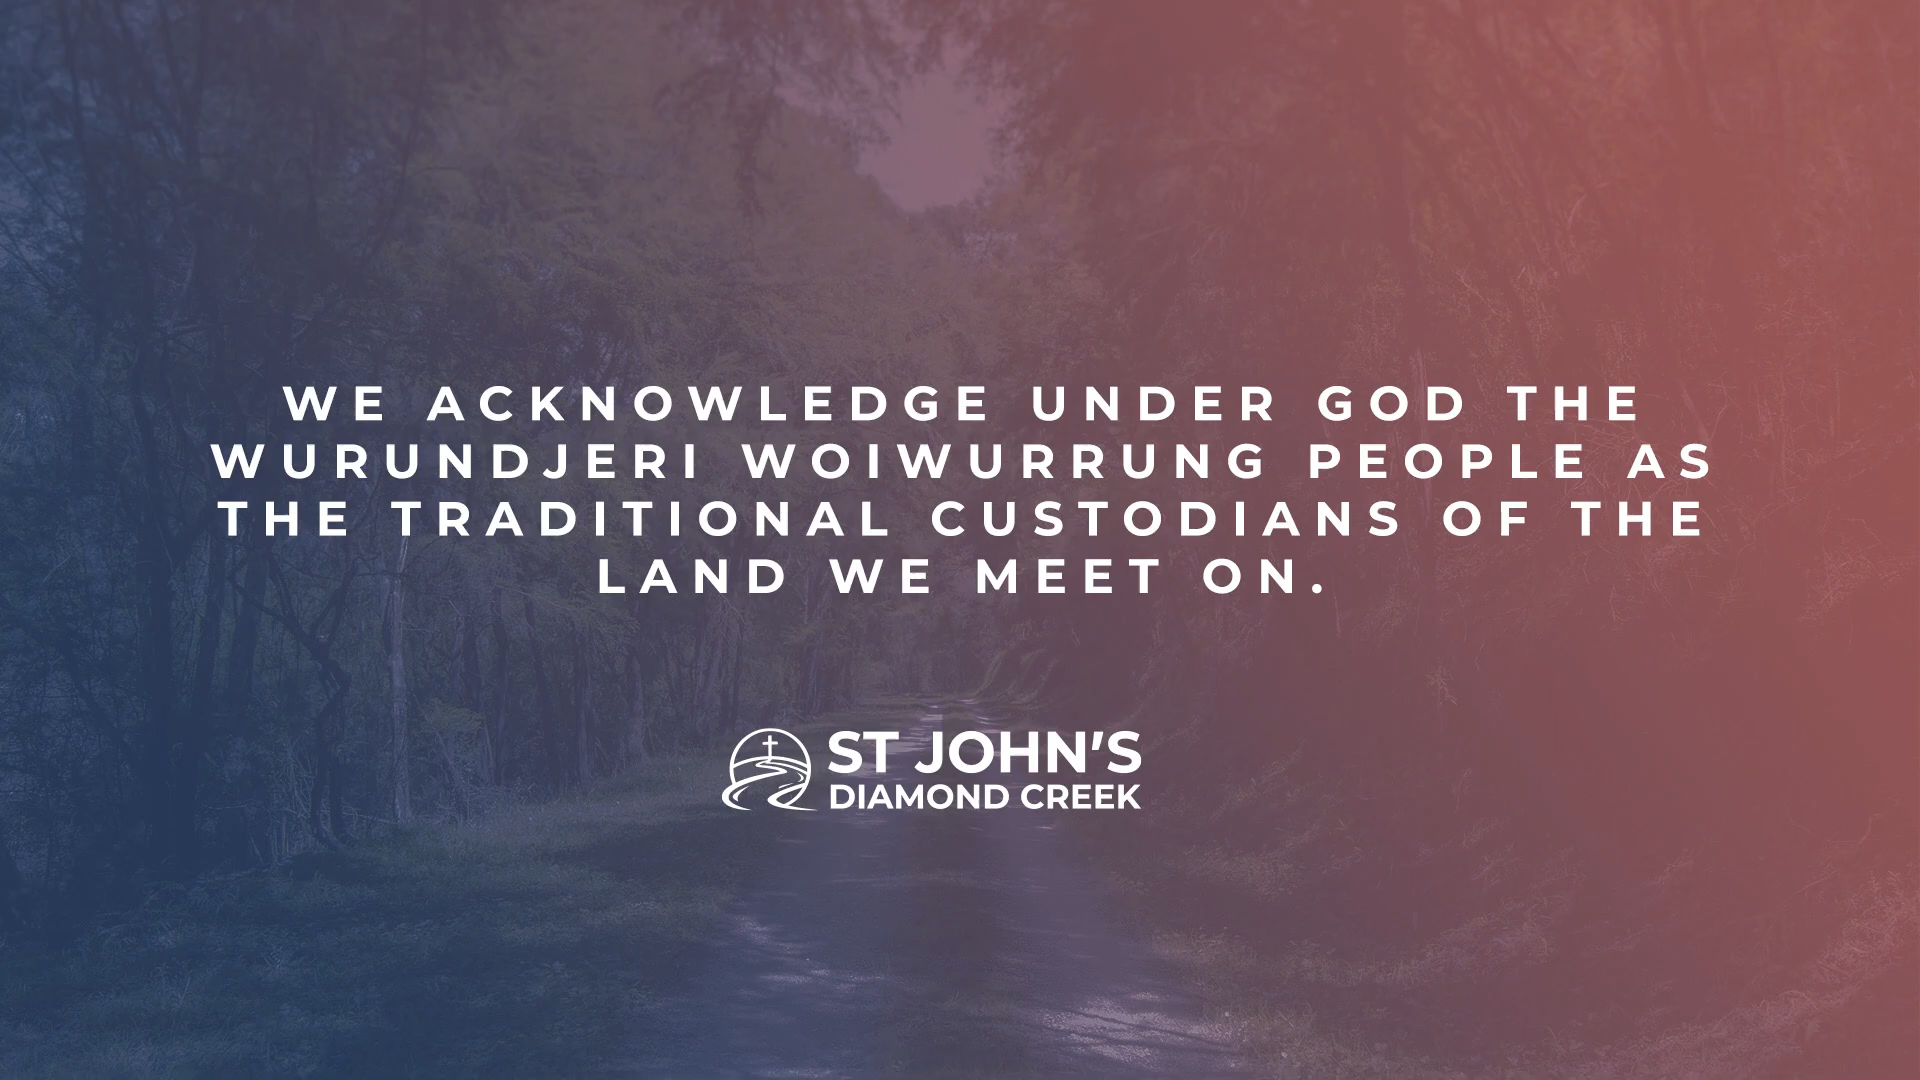 WE ACKNOWLEDGE UNDER GOD THE
WURUNDJERI WOIWURRUNG PEOPLE AS
THE TRADITIONAL CUSTODIANS OF THE
LAND WE MEET ON.
ST JOHN'S
DIAMOND CREEK